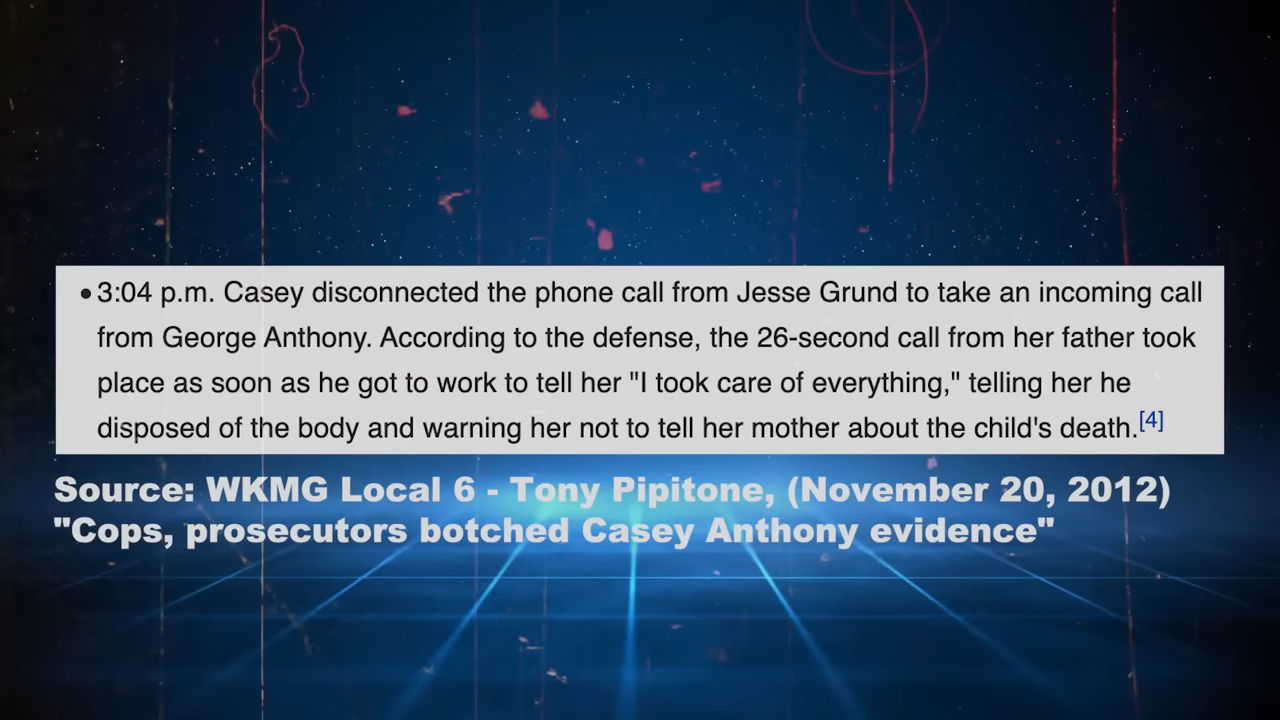 • 3:04 p.m. Casey disconnected the phone call from Jesse Grund to take an incoming call
from George Anthony. According to the defense, the 26-second call from her father took
place as soon as he got to work to tell her "I took care of everything," telling her he
disposed of the body and warning her not to tell her mother about the child's death.[4]
Source: WKMG Local 6 - Tony Pipitone, (November 20, 2012)
"Cops, prosecutors botched Casey Anthony evidence"